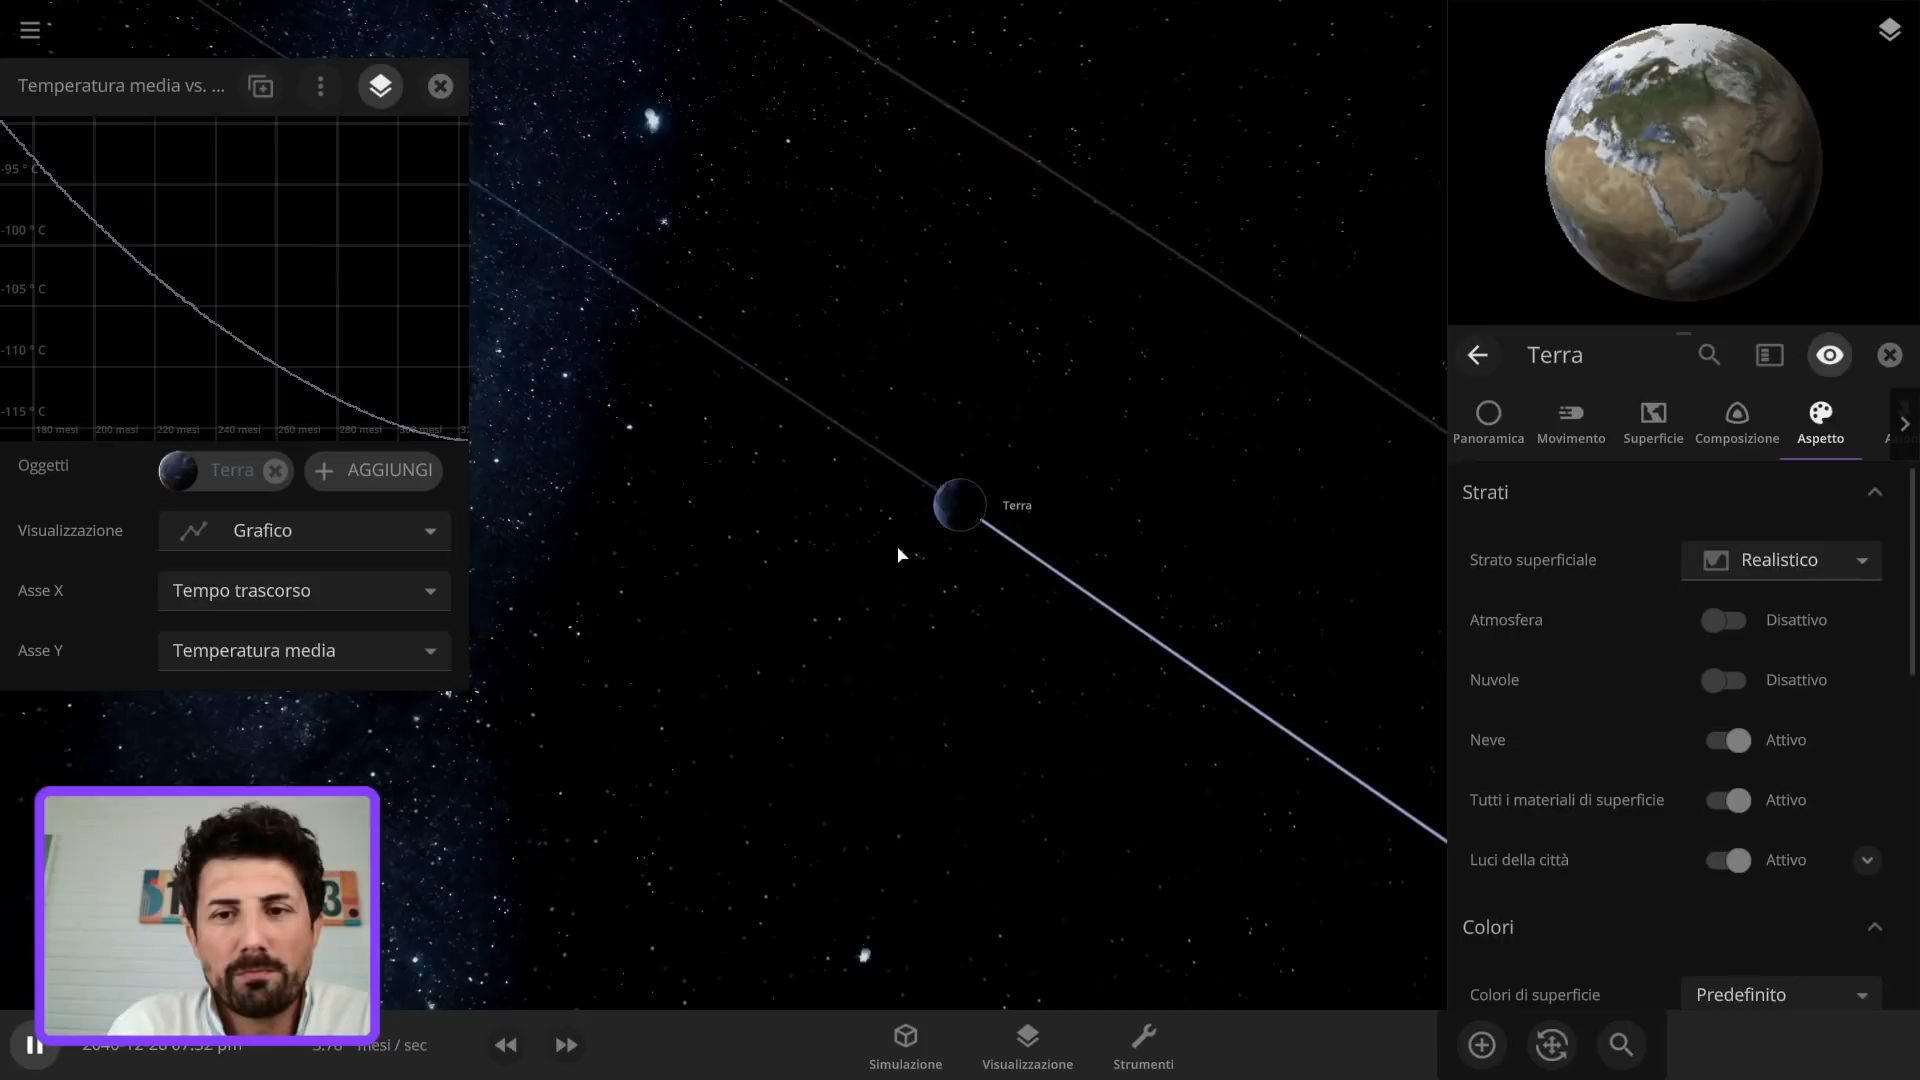 Temperatura media vs. ...
-95 ° C
-100 ° C
-105 ° C
-110 ° C
-115 ° C
180 mesi 200 mesi 220 mesi 240 mesi 260 mesi 280 mesi 300 mesi
Oggetti
Terra
AGGIUNGI
Visualizzazione
Grafico
Asse X
Tempo trascorso
Asse Y
Temperatura media
Terra
Terra
Panoramica
Movimento
Superficie
Composizione
Aspetto
Strati
Strato superficiale
Realistico
Atmosfera
Disattivo
Nuvole
Disattivo
Neve
Attivo
Tutti i materiali di superficie
Attivo
Luci della città
Attivo
Colori
Colori di superficie
Predefinito
mesi / sec
Simulazione
Visualizzazione
Strumenti